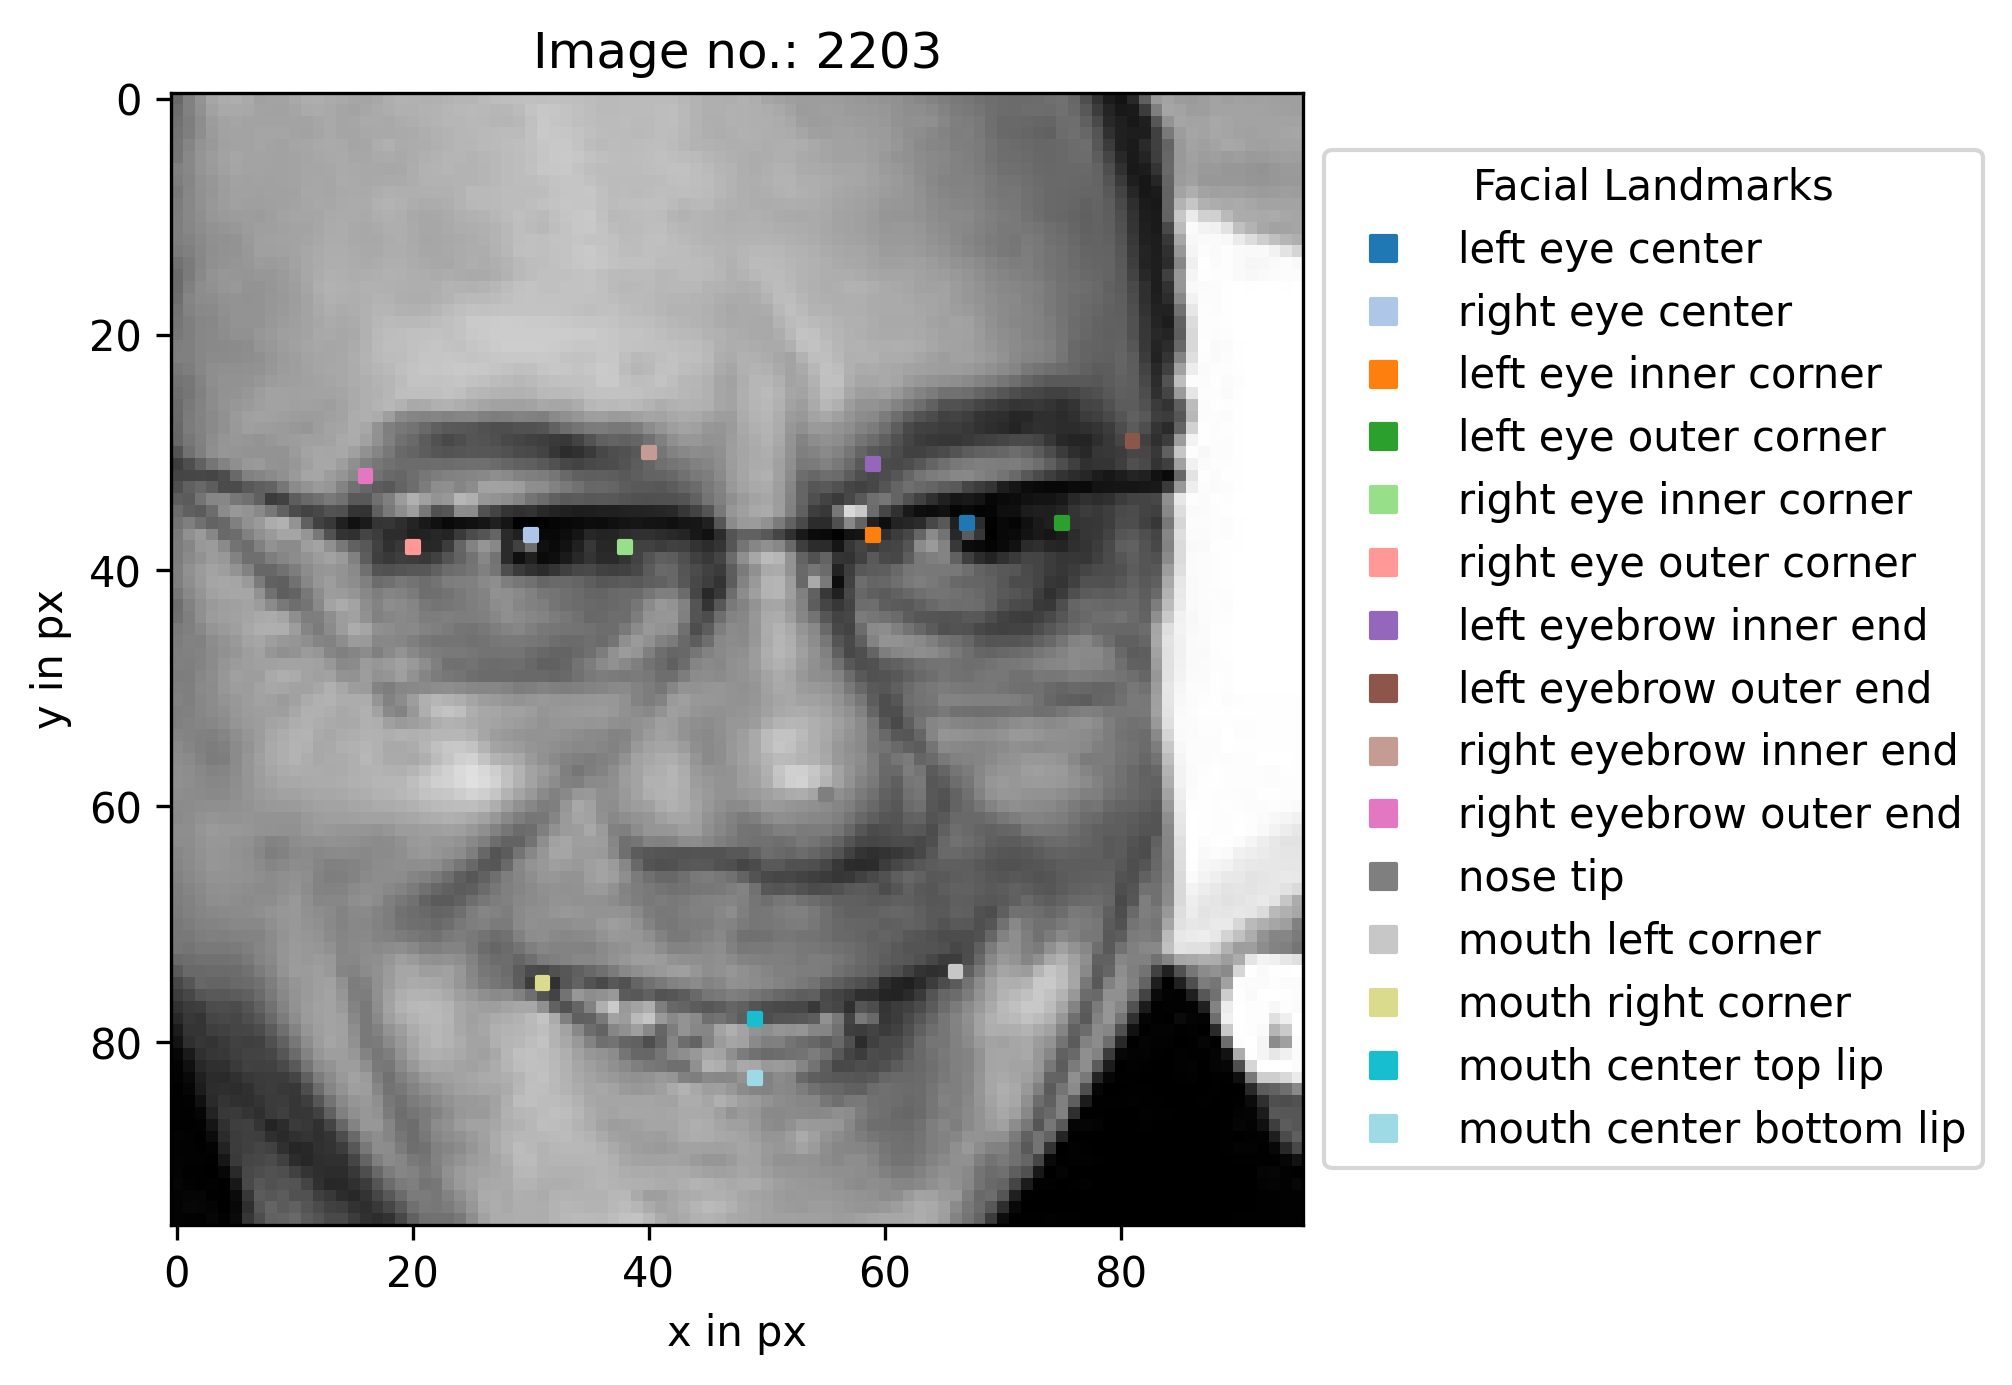 Image no.: 2203
0
20
40
60
80
y in px
0 20 40 60 80
x in px
Facial Landmarks
left eye center
right eye center
left eye inner corner
left eye outer corner
right eye inner corner
right eye outer corner
left eyebrow inner end
left eyebrow outer end
right eyebrow inner end
right eyebrow outer end
nose tip
mouth left corner
mouth right corner
mouth center top lip
mouth center bottom lip